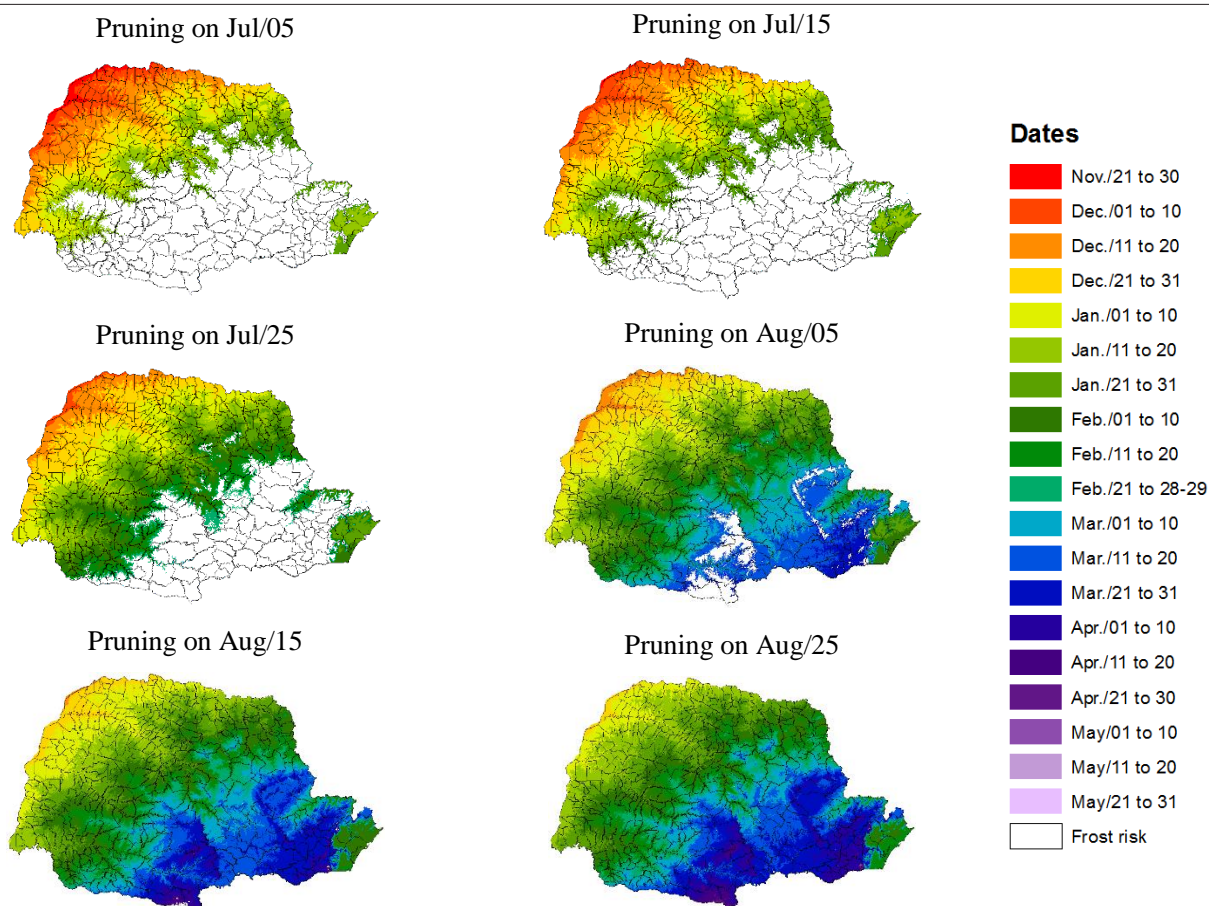 Pruning on Jul/05
Pruning on Jul/15
Pruning on Jul/25
Pruning on Aug/05
Pruning on Aug/15
Pruning on Aug/25
Dates
Nov./21 to 30
Dec./01 to 10
Dec./11 to 20
Dec./21 to 31
Jan./01 to 10
Jan./11 to 20
Jan./21 to 31
Feb./01 to 10
Feb./11 to 20
Feb./21 to 28-29
Mar./01 to 10
Mar./11 to 20
Mar./21 to 31
Apr./01 to 10
Apr./11 to 20
Apr./21 to 30
May/01 to 10
May/11 to 20
May/21 to 31
Frost risk